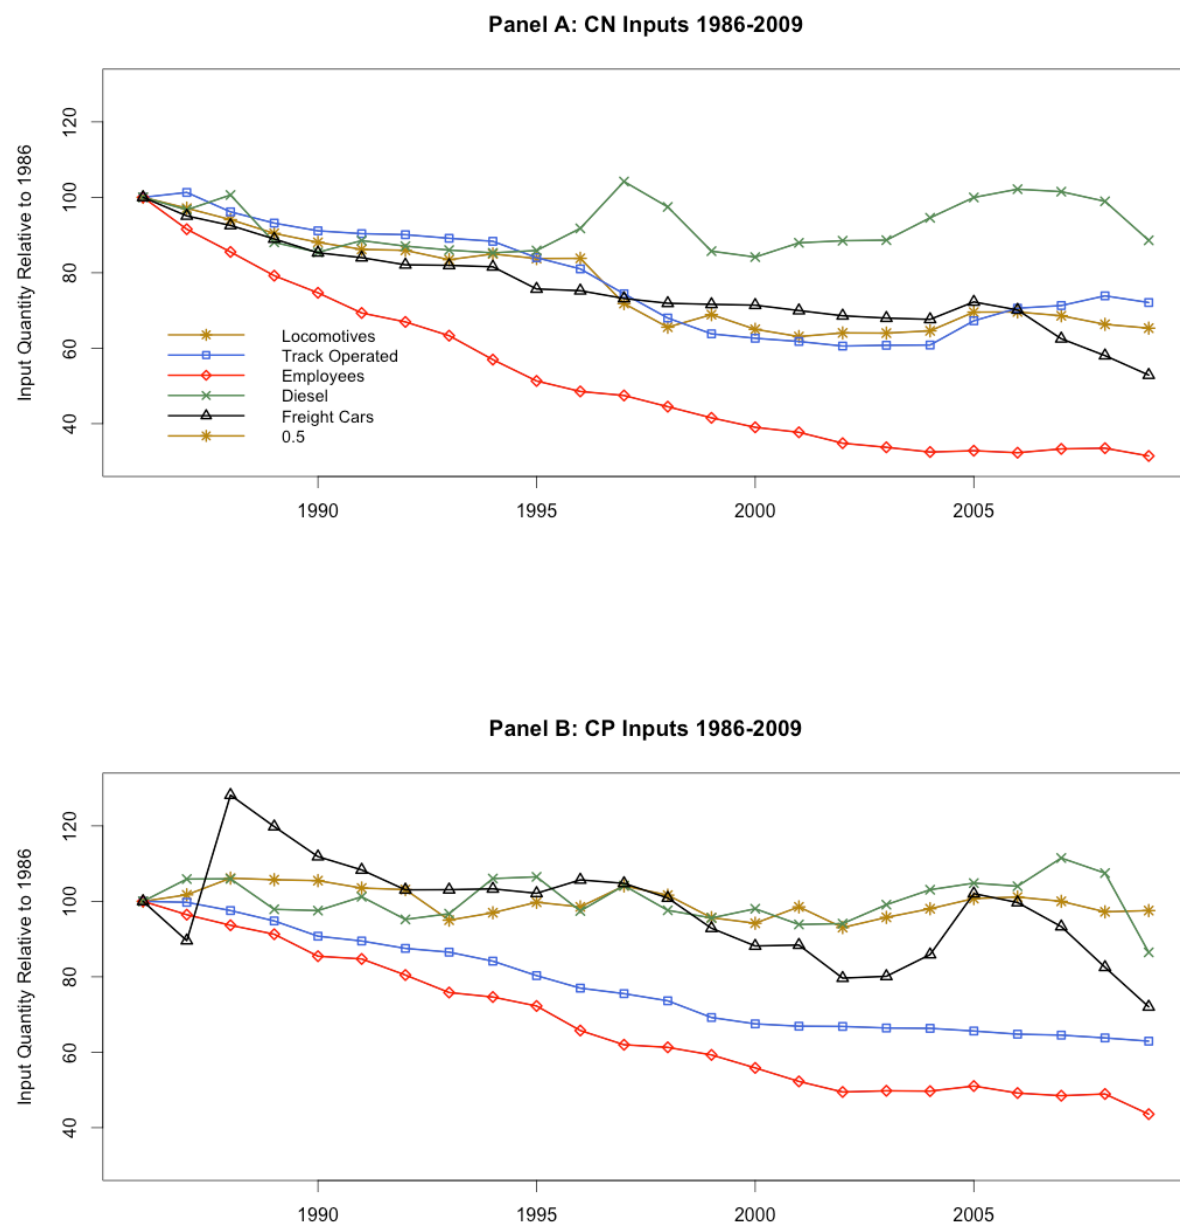 Panel A: CN Inputs 1986-2009
Input Quantity Relative to 1986
120
100
80
60
40
Locomotives
Track Operated
Employees
Diesel
Freight Cars
0.5
1990 1995 2000 2005
Panel B: CP Inputs 1986-2009
Input Quantity Relative to 1986
120
100
80
60
40
1990 1995 2000 2005